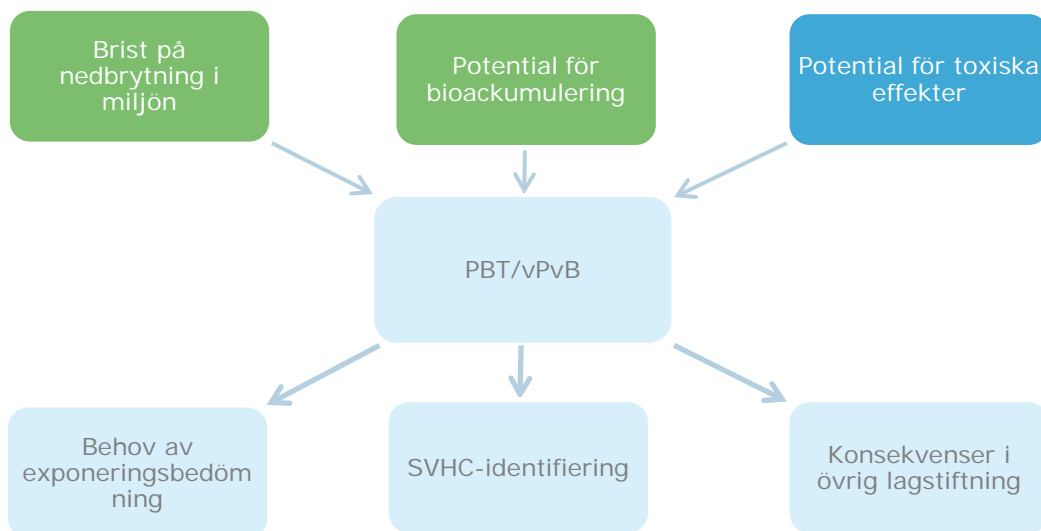 Brist på
nedbrytning i
miljön
Potential för
bioackumulering
Potential för toxiska
effekter
PBT/vPvB
Behov av
exponeringsbedöm
ning
SVHC-identifiering
Konsekvenser i
övrig lagstiftning